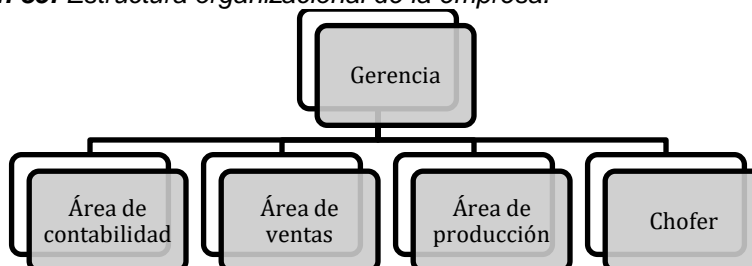 Estructura organizacional de la empresa.
Gerencia
Área de
contabilidad
Área de
ventas
Área de
producción
Chofer